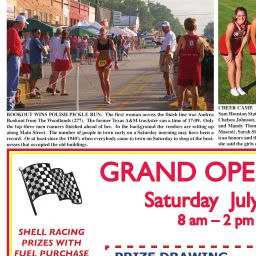 BOOKOUT WINS POLISH PICKLE RUN. The first woman across the finish line was Andrea
Bookout from The Woodlands (277). The former Texas A&M trackster ran a time of 17:09. Only
the top three men runners finished ahead of her. In the background the vendors are setting up
along Main Street. The number of people in town early on a Saturday morning may have been a
record. Or at least since the 1940's when everybody came to town on Saturday to shop at the busi-
nesses that occupied the old buildings.
CHEER CAMP.
Sam Houston Stat
Chelsea Johnson,
and Mandy Thom
Mascot; Sarah Sl
ican honors and th
she said the girls
GRAND OPE
Saturday July
8 am – 2 pm
SHELL RACING
PRIZES WITH
FUEL PURCHASE
PRIZE DRAWING